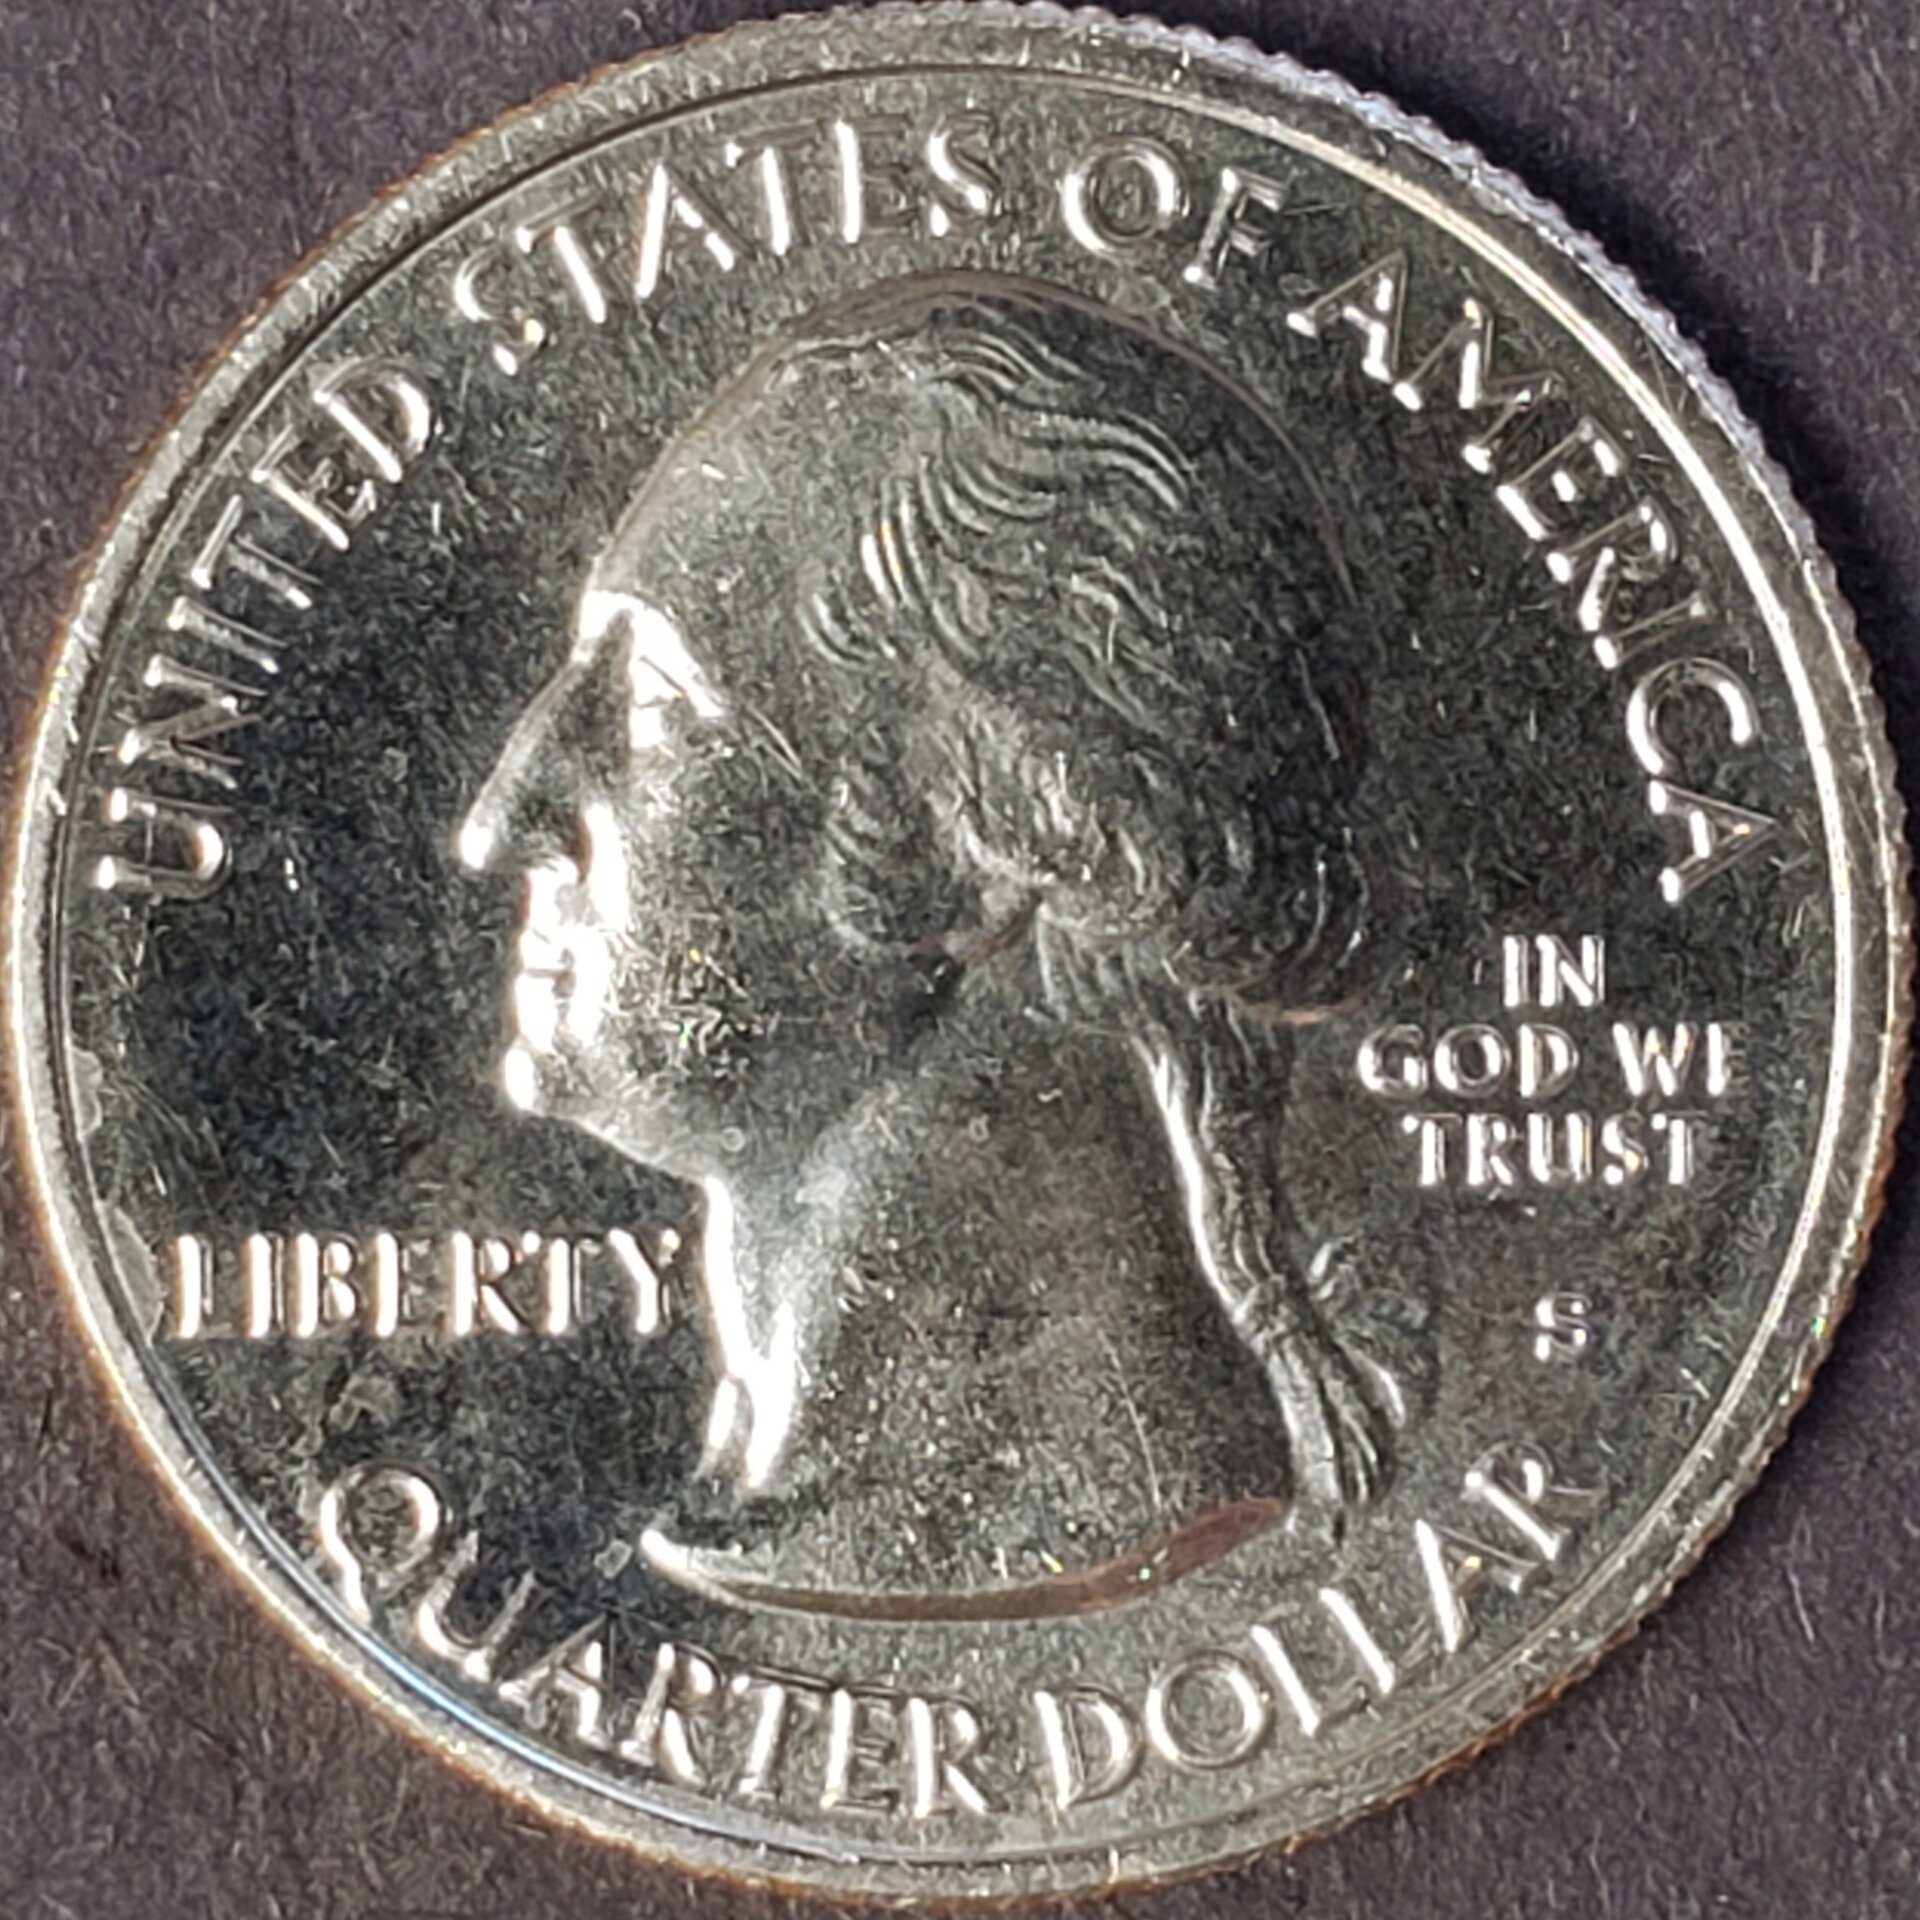 UNITED STATES OF AMERICA
IN
GOD WE
TRUST
LIBERTY
S
QUARTER DOLLAR